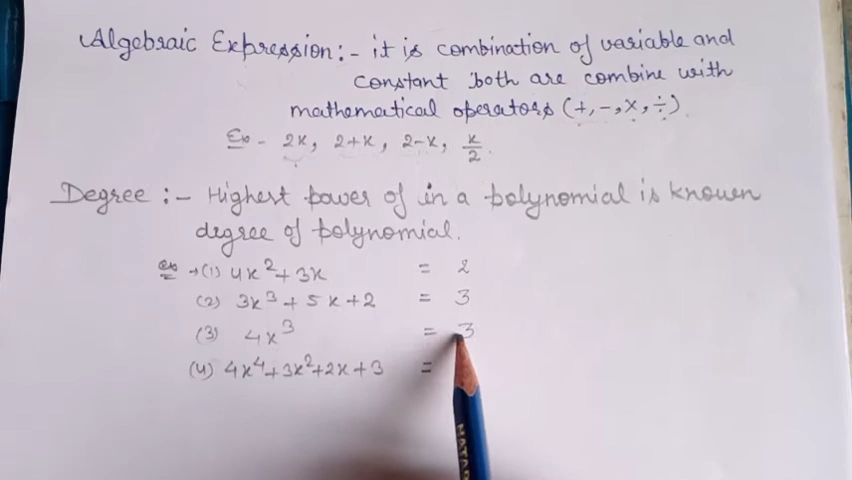 Algebraic Expression:- it is combination of variable and
constant both are combine with
mathematical operators (+, -, x, ÷).
Ex - 2x, 2+x, 2-x, x/2.
Degree :- Highest power of in a polynomial is known
degree of polynomial.
ex → (1) 4x²+3x = 2
(2) 3x³ + 5x+2 = 3
(3) 4x³ = 3
(4) 4x⁴+3x²+2x+3 =
NATAR